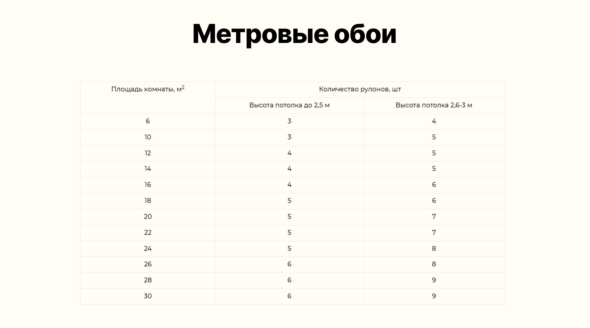 Метровые обои
Площадь комнаты, м²
Количество рулонов, шт
Высота потолка до 2,5 м
Высота потолка 2,6-3 м
6 3 4
10 3 5
12 4 5
14 4 5
16 4 6
18 5 6
20 5 7
22 5 7
24 5 8
26 6 8
28 6 9
30 6 9